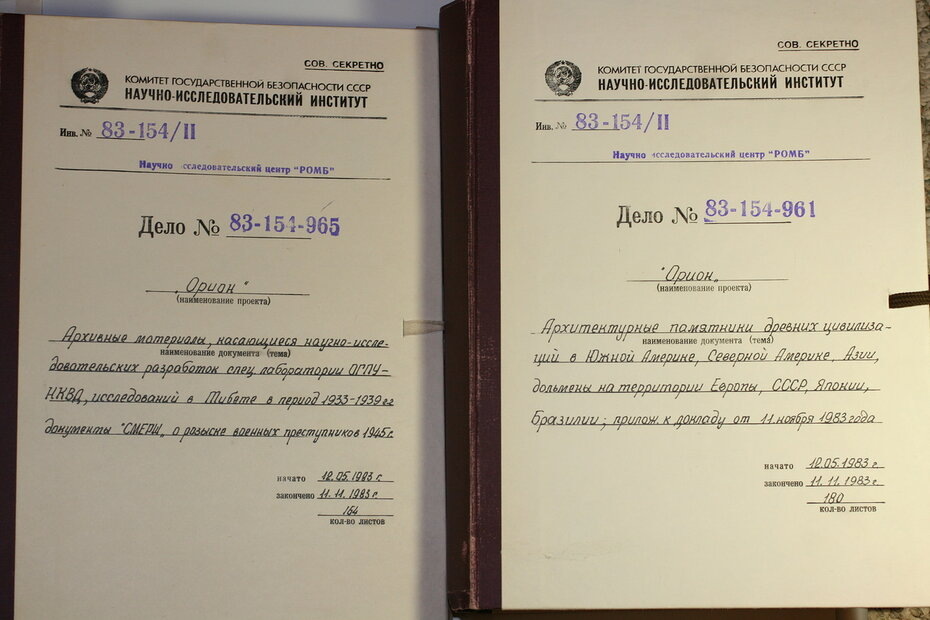 СОВ. СЕКРЕТНО
КОМИТЕТ ГОСУДАРСТВЕННОЙ БЕЗОПАСНОСТИ СССР
НАУЧНО-ИССЛЕДОВАТЕЛЬСКИЙ ИНСТИТУТ
Инв. № 83-154/II
Научно исследовательский центр "РОМБ"
Дело № 83-154-965
„Орион"
(наименование проекта)
Архивные материалы, касающиеся научно-иссле-
наименование документа (тема)
довательских разработок спец лаборатории ОГПУ-
НКВД, исследований в Тибете в период 1933-1939 гг
документы "СМЕРШ„ о розыске военных преступников 1945г.
начато 12.05.1983 г.
закончено 11.11.1983 г.
164
кол-во листов
СОВ. СЕКРЕТНО
КОМИТЕТ ГОСУДАРСТВЕННОЙ БЕЗОПАСНОСТИ СССР
НАУЧНО-ИССЛЕДОВАТЕЛЬСКИЙ ИНСТИТУТ
Инв. № 83-154/II
Научно исследовательский центр "РОМБ"
Дело № 83-154-961
"Орион„
(наименование проекта)
Архитектурные памятники древних цивилиза-
наименование документа (тема)
ций в Южной Америке, Северной Америке, Азии,
дольмены на территории Европы, СССР, Японии,
Бразилии; прилож. к докладу от 11 ноября 1983 года
начато 12.05.1983 г.
закончено 11.11.1983 г.
180
кол-во листов